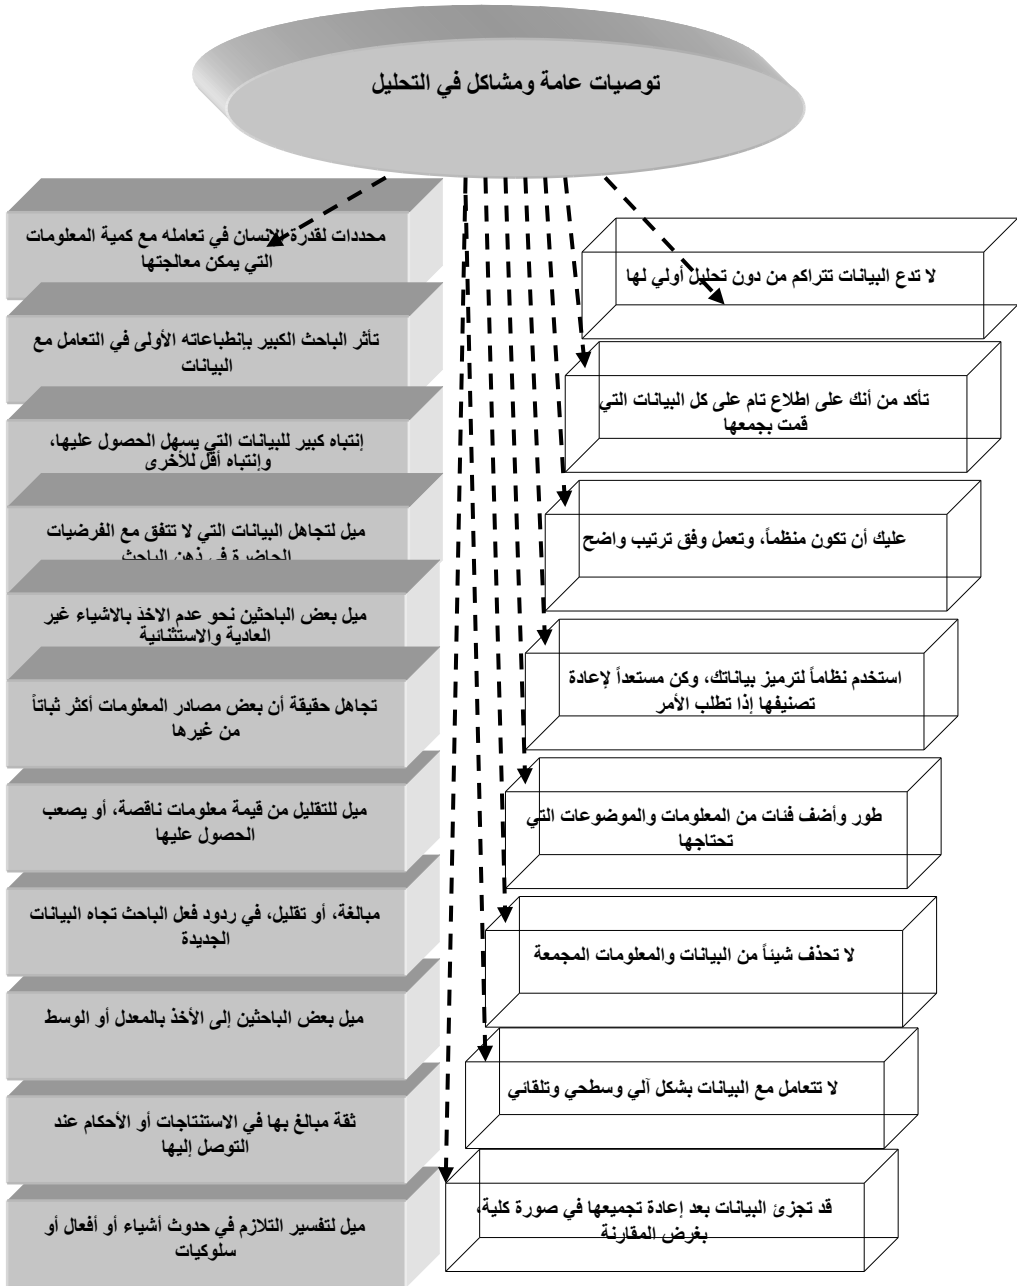 توصيات عامة ومشاكل في التحليل
لا تدع البيانات تتراكم من دون تحليل أولي لها
تأكد من أنك على اطلاع تام على كل البيانات التي
قمت بجمعها
عليك أن تكون منظماً، وتعمل وفق ترتيب واضح
استخدم نظاماً لترميز بياناتك، وكن مستعداً لإعادة
تصنيفها إذا تطلب الأمر
طور وأضف فئات من المعلومات والموضوعات التي
تحتاجها
لا تحذف شيئاً من البيانات والمعلومات المجمعة
لا تتعامل مع البيانات بشكل آلي وسطحي وتلقائي
قد تجزئ البيانات بعد إعادة تجميعها في صورة كلية،
بغرض المقارنة
محددات لقدرة الإنسان في تعامله مع كمية المعلومات
التي يمكن معالجتها
تأثر الباحث الكبير بإنطباعاته الأولى في التعامل مع
البيانات
إنتباه كبير للبيانات التي يسهل الحصول عليها،
وإنتباه أقل للأخرى
ميل لتجاهل البيانات التي لا تتفق مع الفرضيات
الحاضرة في ذهن الباحث
ميل بعض الباحثين نحو عدم الاخذ بالاشياء غير
العادية والاستثنائية
تجاهل حقيقة أن بعض مصادر المعلومات أكثر ثباتاً
من غيرها
ميل للتقليل من قيمة معلومات ناقصة، أو يصعب
الحصول عليها
مبالغة، أو تقليل، في ردود فعل الباحث تجاه البيانات
الجديدة
ميل بعض الباحثين إلى الأخذ بالمعدل أو الوسط
ثقة مبالغ بها في الاستنتاجات أو الأحكام عند
التوصل إليها
ميل لتفسير التلازم في حدوث أشياء أو أفعال أو
سلوكيات